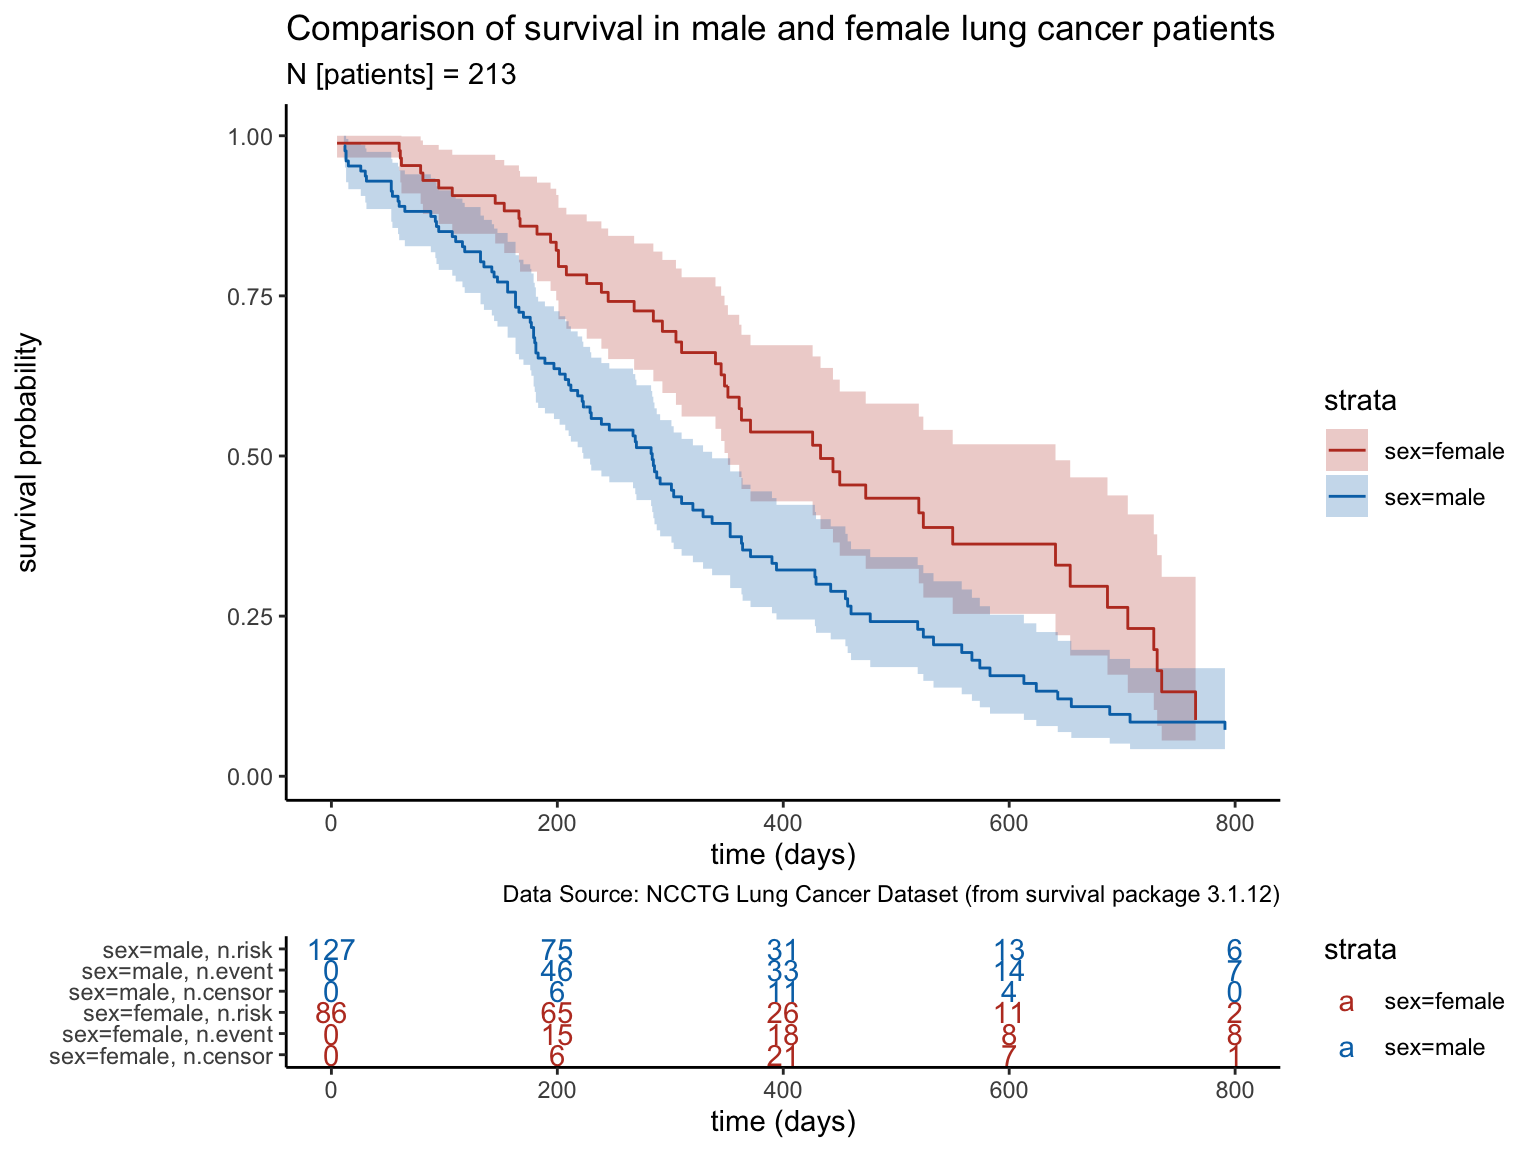 Comparison of survival in male and female lung cancer patients
N [patients] = 213
survival probability
1.00
0.75
0.50
0.25
0.00
0 200 400 600 800
time (days)
strata
sex=female
sex=male
Data Source: NCCTG Lung Cancer Dataset (from survival package 3.1.12)
sex=male, n.risk 127 75 31 13 6
sex=male, n.event 0 46 33 14 7
sex=male, n.censor 0 6 11 4 0
sex=female, n.risk 86 65 26 11 2
sex=female, n.event 0 15 18 8 8
sex=female, n.censor 0 6 21 7 1
0 200 400 600 800
time (days)
strata
a sex=female
a sex=male